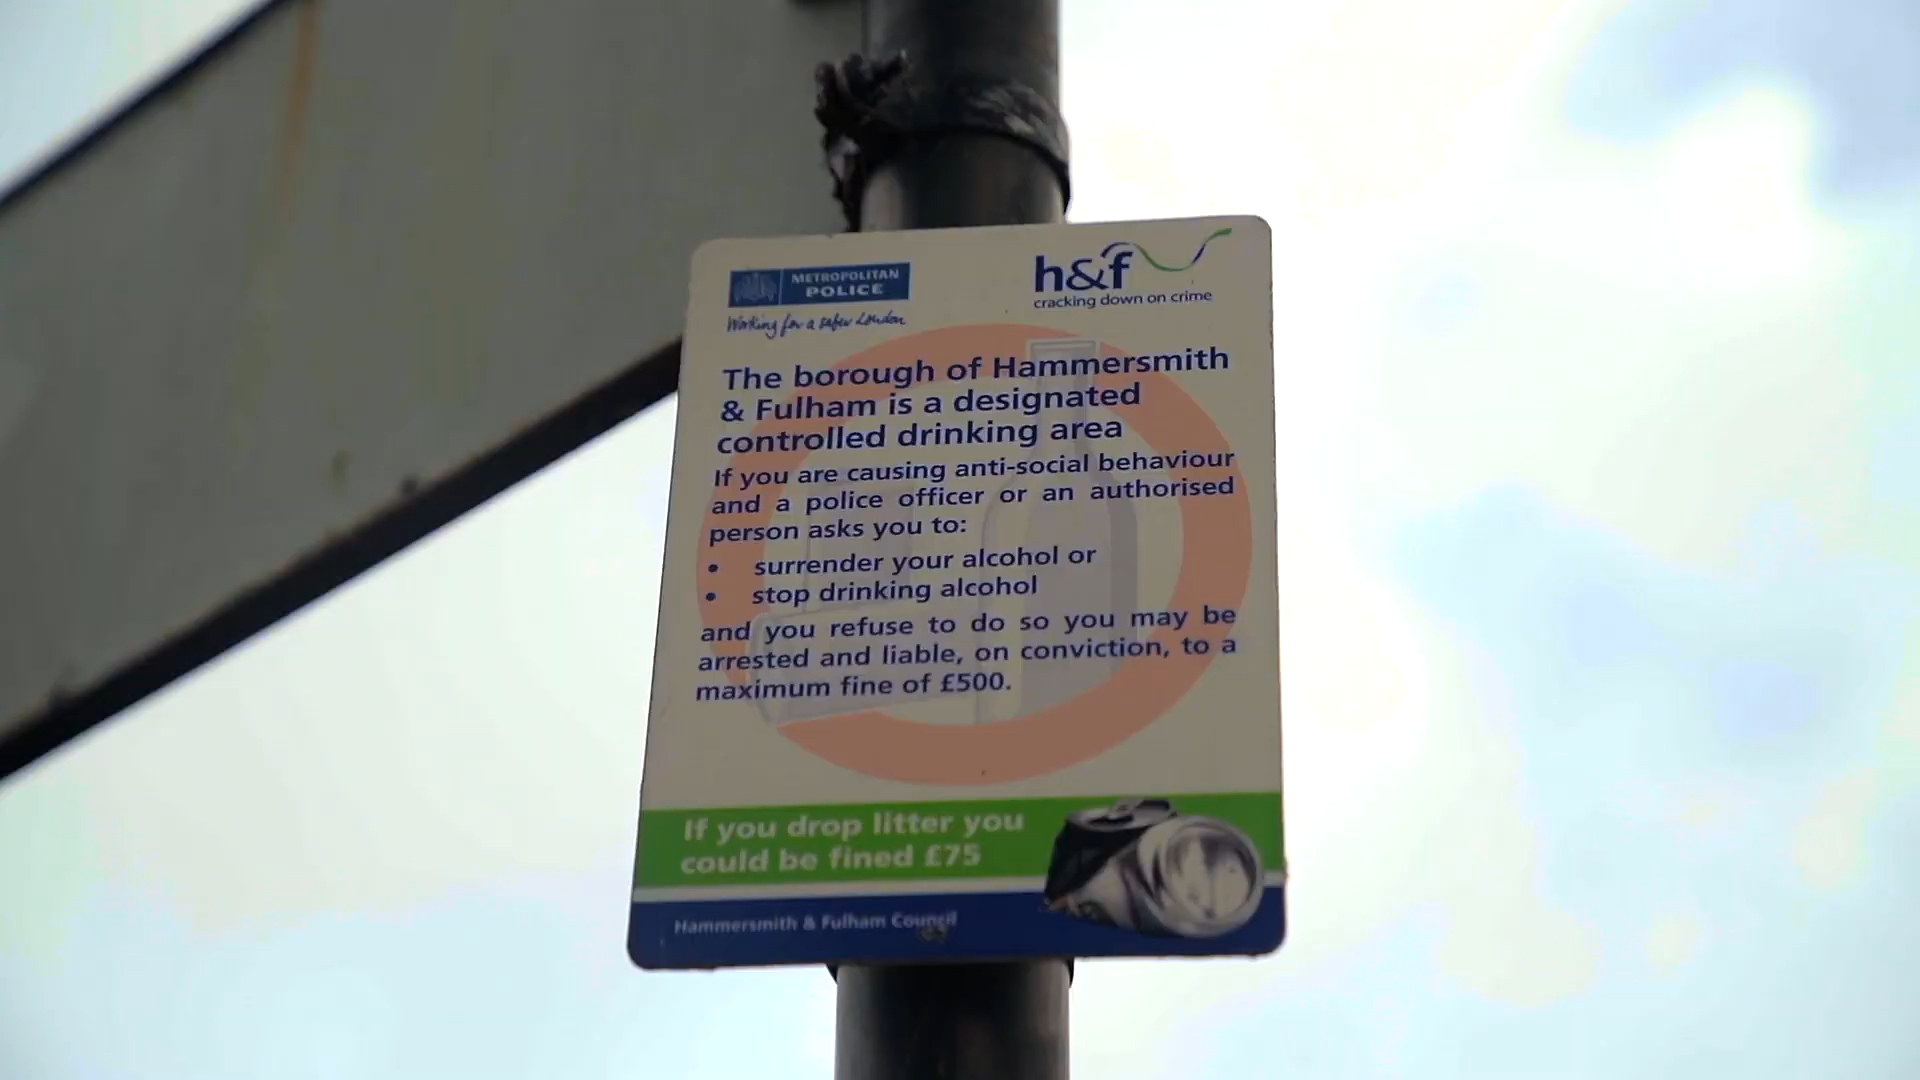 METROPOLITAN
POLICE
Working for a safer London
h&f
cracking down on crime
The borough of Hammersmith
& Fulham is a designated
controlled drinking area
If you are causing anti-social behaviour
and a police officer or an authorised
person asks you to:
• surrender your alcohol or
• stop drinking alcohol
and you refuse to do so you may be
arrested and liable, on conviction, to a
maximum fine of £500.
If you drop litter you
could be fined £75
Hammersmith & Fulham Council